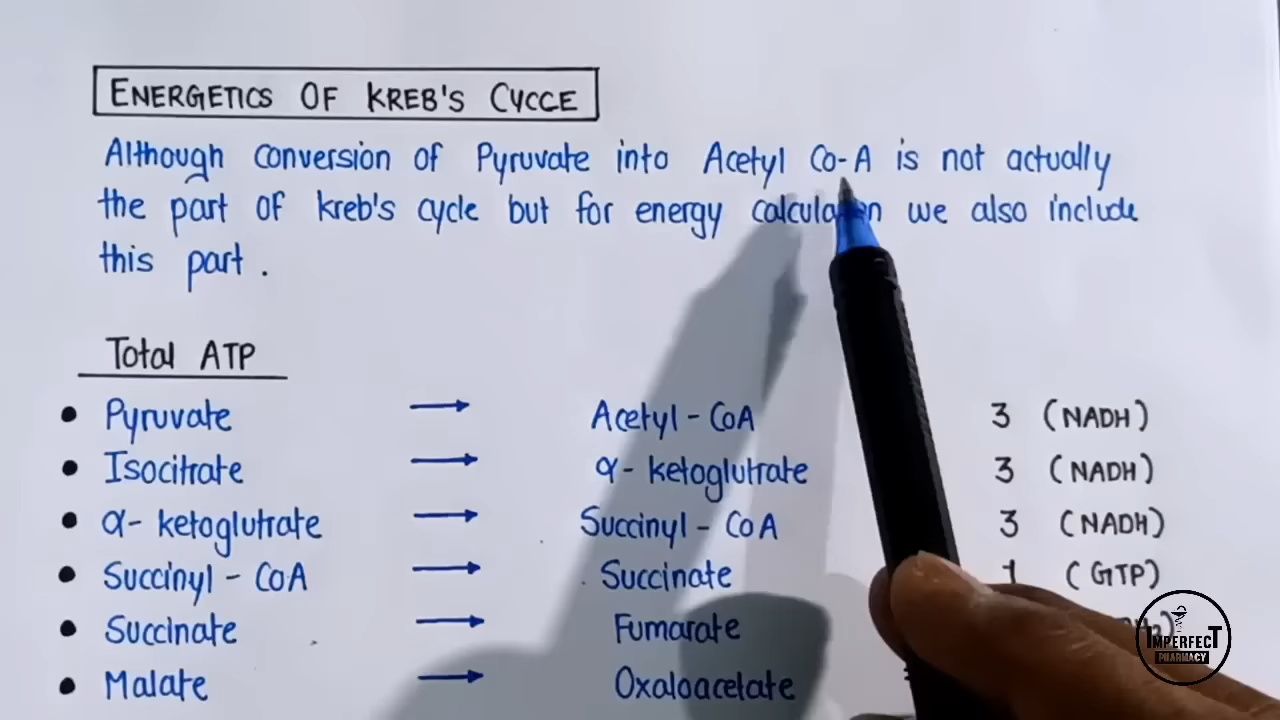 ENERGETICS OF KREB'S CYCCE
Although conversion of Pyruvate into Acetyl Co-A is not actually
the part of kreb's cycle but for energy we also include
this part .
Total ATP
• Pyruvate → Acetyl - CoA 3 (NADH)
• Isocitrate → α- ketoglutrate 3 (NADH)
• α- ketoglutrate → Succinyl - CoA 3 (NADH)
• Succinyl - CoA → Succinate 1 (GTP)
• Succinate → Fumarate
• Malate → Oxaloacelate
IMPERFECT
PHARMACY